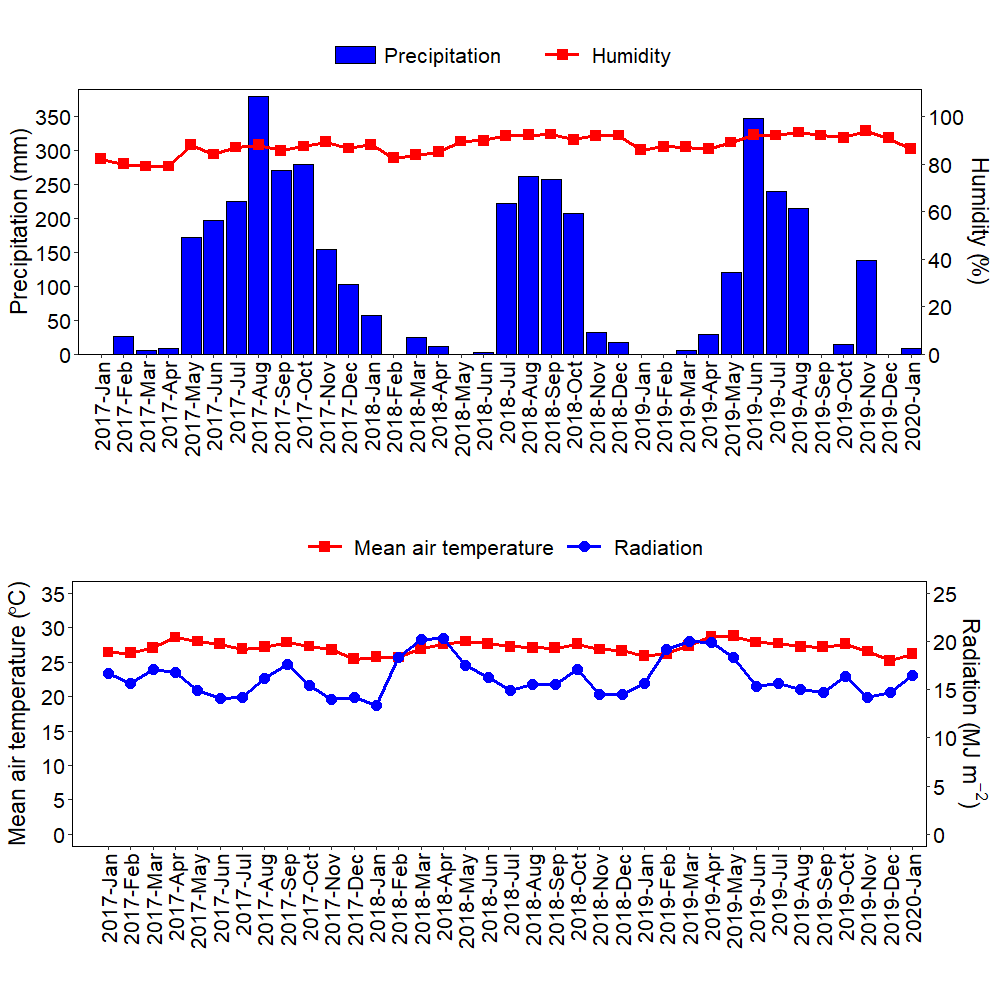 Precipitation Humidity
Precipitation (mm)
350
300
250
200
150
100
50
0
100
80
60
40
20
0
Humidity (%)
2017-Jan
2017-Feb
2017-Mar
2017-Apr
2017-May
2017-Jun
2017-Jul
2017-Aug
2017-Sep
2017-Oct
2017-Nov
2017-Dec
2018-Jan
2018-Feb
2018-Mar
2018-Apr
2018-May
2018-Jun
2018-Jul
2018-Aug
2018-Sep
2018-Oct
2018-Nov
2018-Dec
2019-Jan
2019-Feb
2019-Mar
2019-Apr
2019-May
2019-Jun
2019-Jul
2019-Aug
2019-Sep
2019-Oct
2019-Nov
2019-Dec
2020-Jan
Mean air temperature Radiation
Mean air temperature (°C)
35
30
25
20
15
10
5
0
25
20
15
10
5
0
Radiation (MJ m⁻²)
2017-Jan
2017-Feb
2017-Mar
2017-Apr
2017-May
2017-Jun
2017-Jul
2017-Aug
2017-Sep
2017-Oct
2017-Nov
2017-Dec
2018-Jan
2018-Feb
2018-Mar
2018-Apr
2018-May
2018-Jun
2018-Jul
2018-Aug
2018-Sep
2018-Oct
2018-Nov
2018-Dec
2019-Jan
2019-Feb
2019-Mar
2019-Apr
2019-May
2019-Jun
2019-Jul
2019-Aug
2019-Sep
2019-Oct
2019-Nov
2019-Dec
2020-Jan